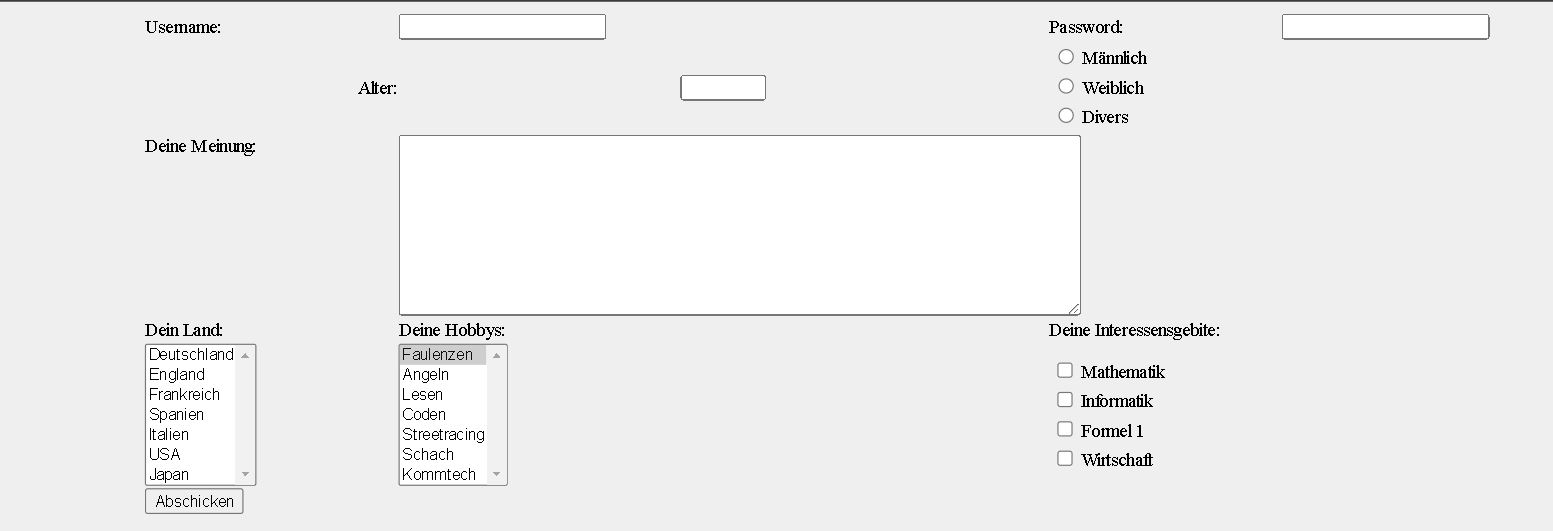 Username: Password:
Männlich
Alter: Weiblich
Divers
Deine Meinung:
Dein Land: Deine Hobbys: Deine Interessensgebite:
Deutschland Faulenzen
England Angeln Mathematik
Frankreich Lesen Informatik
Spanien Coden
Italien Streetracing Formel 1
USA Schach Wirtschaft
Japan Kommtech
Abschicken